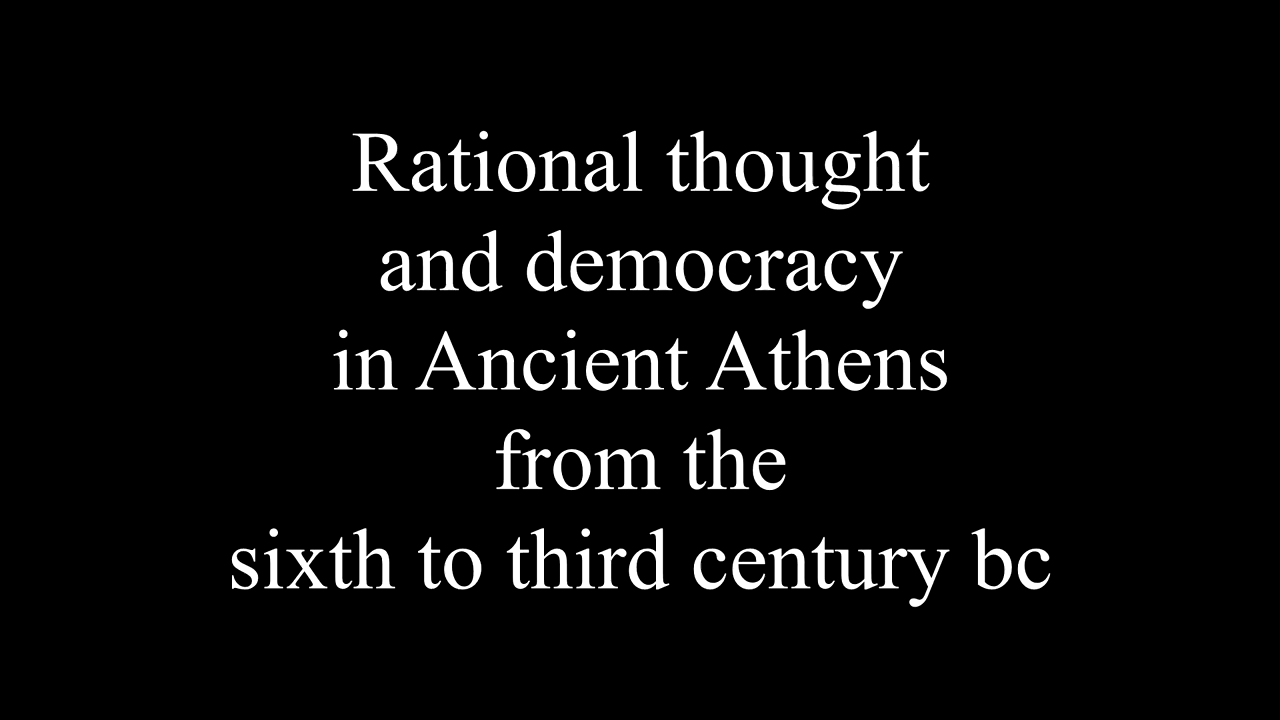 Rational thought
and democracy
in Ancient Athens
from the
sixth to third century bc